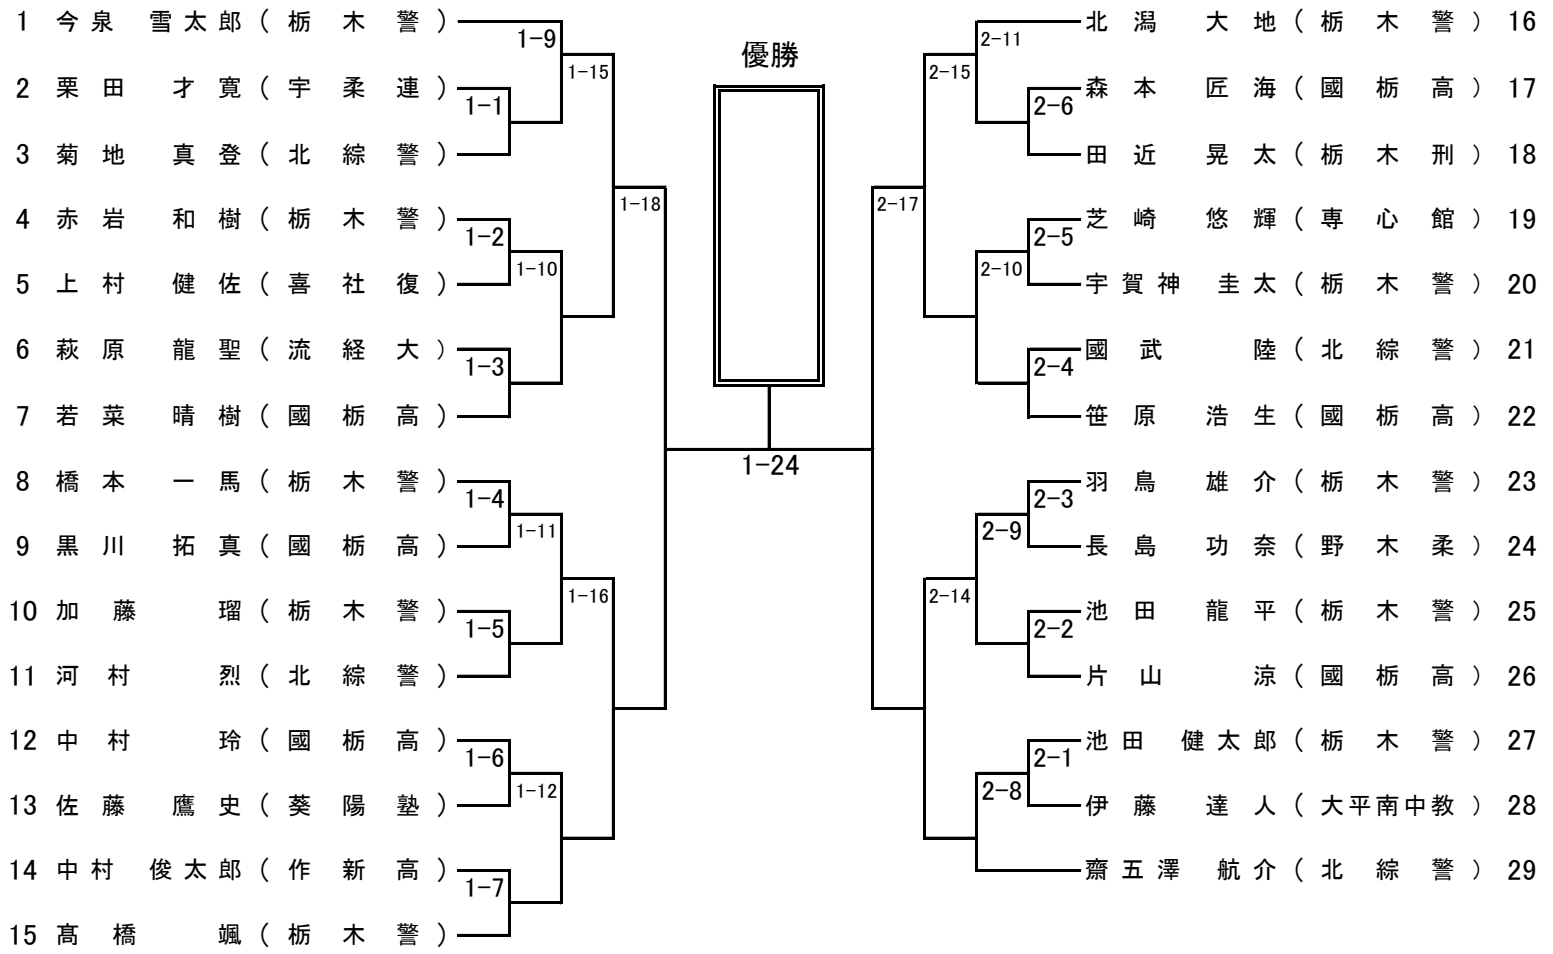 優勝
1 今泉 雪太郎 ( 栃木警 )
1-9
1-15
2 栗田 才寛 ( 宇柔連 )
1-1
3 菊地 真登 ( 北綜警 )
1-18
4 赤岩 和樹 ( 栃木警 )
1-2
1-10
5 上村 健佐 ( 喜社復 )
6 萩原 龍聖 ( 流経大 )
1-3
7 若菜 晴樹 ( 國栃高 )
8 橋本 一馬 ( 栃木警 )
1-4
1-11
9 黒川 拓真 ( 國栃高 )
1-16
10 加藤 瑠 ( 栃木警 )
1-5
11 河村 烈 ( 北綜警 )
12 中村 玲 ( 國栃高 )
1-6
1-12
13 佐藤 鷹史 ( 葵陽塾 )
14 中村 俊太郎 ( 作新高 )
1-7
15 髙橋 颯 ( 栃木警 )
1-24
北潟 大地 ( 栃木警 ) 16
2-11
2-15
森本 匠海 ( 國栃高 ) 17
2-6
田近 晃太 ( 栃木刑 ) 18
2-17
芝崎 悠輝 ( 専心館 ) 19
2-5
2-10
宇賀神 圭太 ( 栃木警 ) 20
國武 陸 ( 北綜警 ) 21
2-4
笹原 浩生 ( 國栃高 ) 22
羽鳥 雄介 ( 栃木警 ) 23
2-3
2-9
長島 功奈 ( 野木柔 ) 24
2-14
池田 龍平 ( 栃木警 ) 25
2-2
片山 涼 ( 國栃高 ) 26
池田 健太郎 ( 栃木警 ) 27
2-1
2-8
伊藤 達人 ( 大平南中教 ) 28
齋五澤 航介 ( 北綜警 ) 29